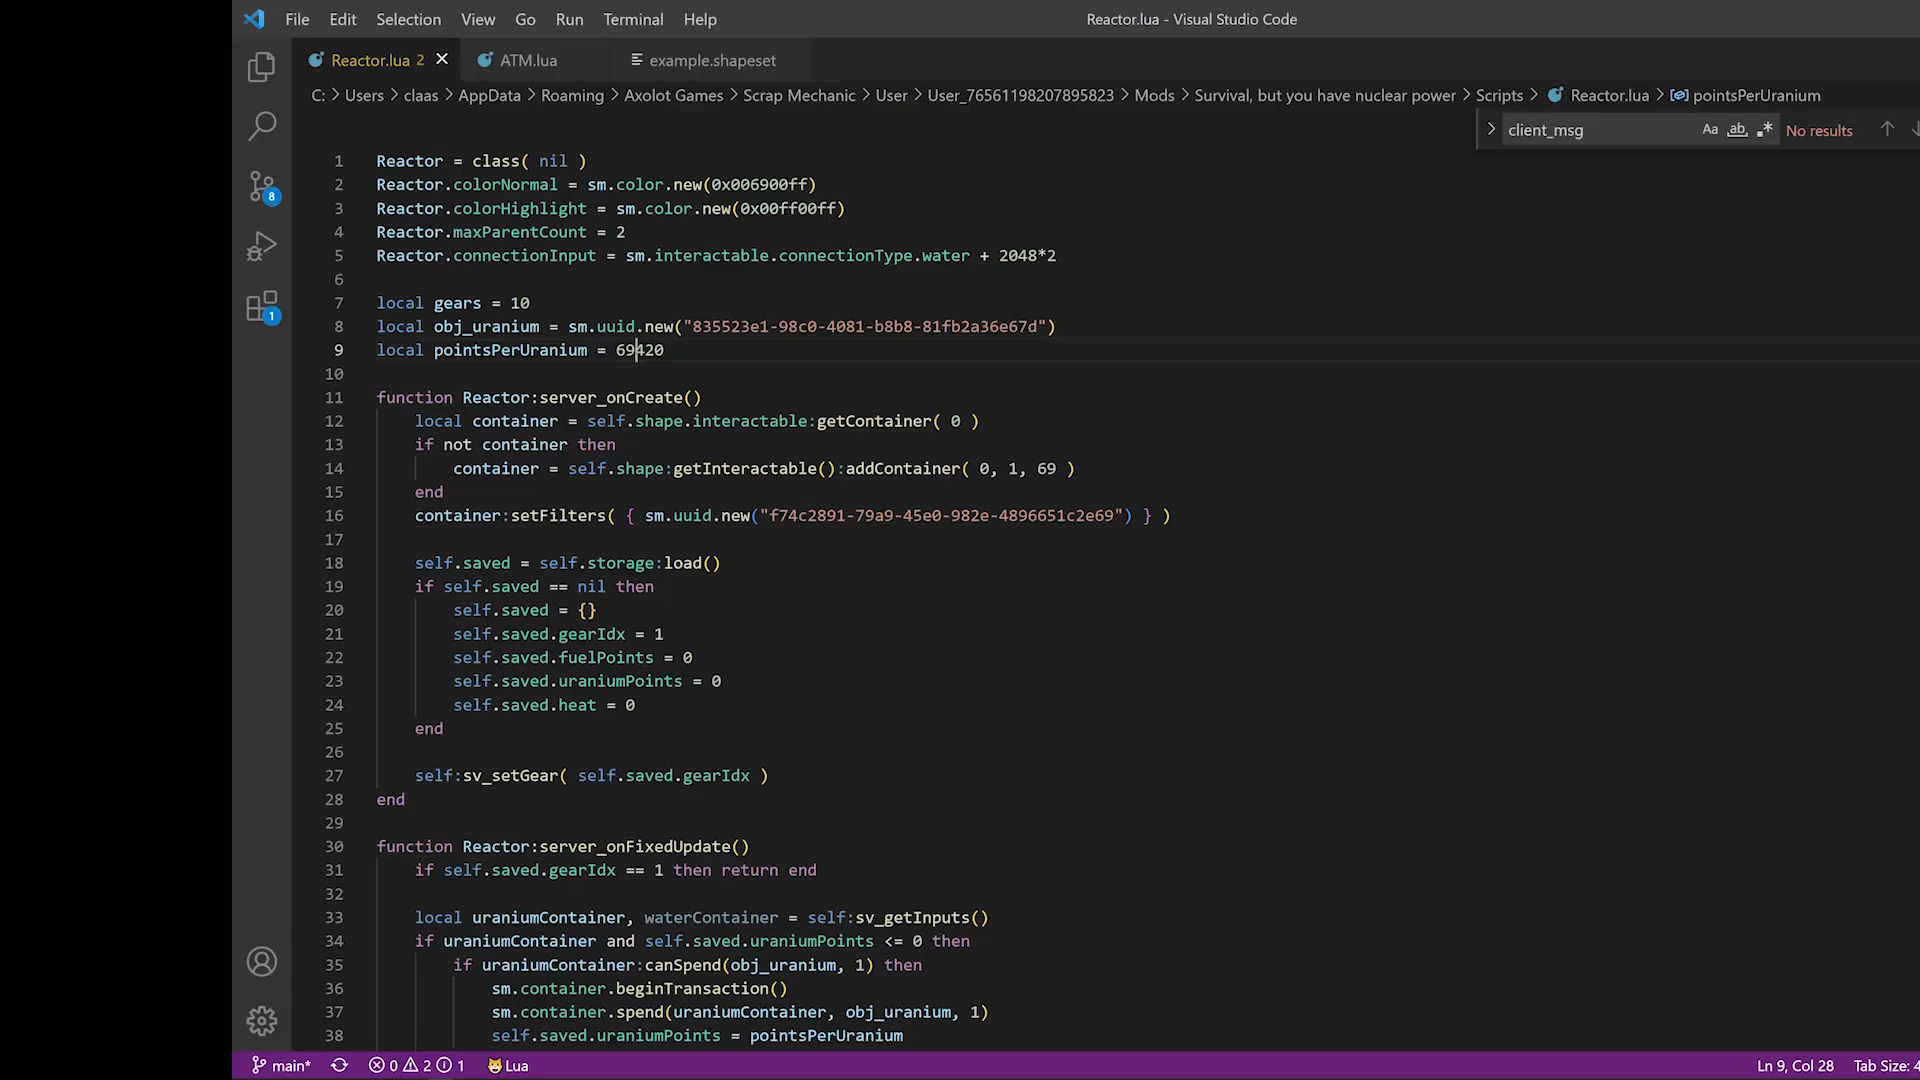 File Edit Selection View Go Run Terminal Help Reactor.lua - Visual Studio Code
Reactor.lua 2 ATM.lua example.shapeset
C: > Users > claas > AppData > Roaming > Axolot Games > Scrap Mechanic > User > User_76561198207895823 > Mods > Survival, but you have nuclear power > Scripts > Reactor.lua > pointsPerUranium
client_msg Aa ab .* No results
8
1
1 Reactor = class( nil )
2 Reactor.colorNormal = sm.color.new(0x006900ff)
3 Reactor.colorHighlight = sm.color.new(0x00ff00ff)
4 Reactor.maxParentCount = 2
5 Reactor.connectionInput = sm.interactable.connectionType.water + 2048*2
6
7 local gears = 10
8 local obj_uranium = sm.uuid.new("835523e1-98c0-4081-b8b8-81fb2a36e67d")
9 local pointsPerUranium = 69420
10
11 function Reactor:server_onCreate()
12 local container = self.shape.interactable:getContainer( 0 )
13 if not container then
14 container = self.shape:getInteractable():addContainer( 0, 1, 69 )
15 end
16 container:setFilters( { sm.uuid.new("f74c2891-79a9-45e0-982e-4896651c2e69") } )
17
18 self.saved = self.storage:load()
19 if self.saved == nil then
20 self.saved = {}
21 self.saved.gearIdx = 1
22 self.saved.fuelPoints = 0
23 self.saved.uraniumPoints = 0
24 self.saved.heat = 0
25 end
26
27 self:sv_setGear( self.saved.gearIdx )
28 end
29
30 function Reactor:server_onFixedUpdate()
31 if self.saved.gearIdx == 1 then return end
32
33 local uraniumContainer, waterContainer = self:sv_getInputs()
34 if uraniumContainer and self.saved.uraniumPoints <= 0 then
35 if uraniumContainer:canSpend(obj_uranium, 1) then
36 sm.container.beginTransaction()
37 sm.container.spend(uraniumContainer, obj_uranium, 1)
38 self.saved.uraniumPoints = pointsPerUranium
main* 0 2 1 Lua Ln 9, Col 28 Tab Size: 4